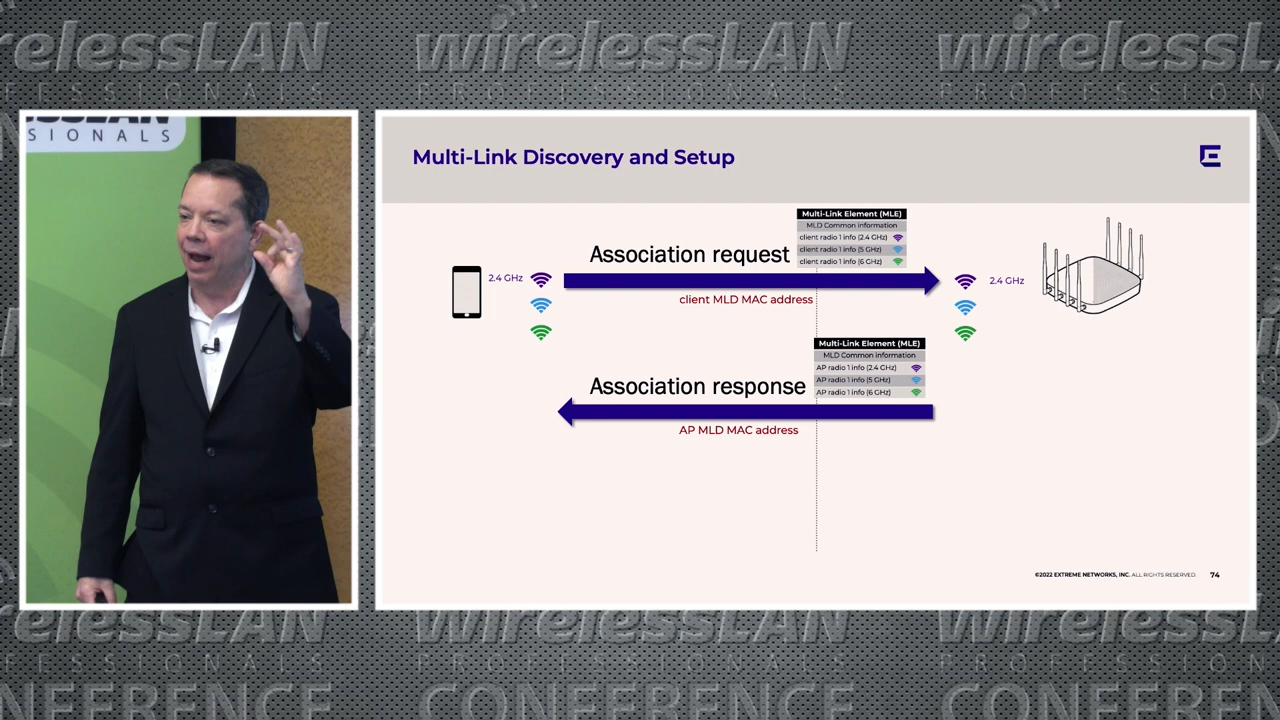 wirelessLAN
PROFESSIONALS
SIONALS
Multi-Link Discovery and Setup
Multi-Link Element (MLE)
MLD Common information
client radio 1 info (2.4 GHz)
client radio 1 info (5 GHz)
client radio 1 info (6 GHz)
Association request
2.4 GHz
2.4 GHz
client MLD MAC address
Multi-Link Element (MLE)
MLD Common information
AP radio 1 info (2.4 GHz)
AP radio 1 info (5 GHz)
AP radio 1 info (6 GHz)
Association response
AP MLD MAC address
©2022 EXTREME NETWORKS, INC. ALL RIGHTS RESERVED. 74
wirelessLAN
PROFESSIONALS
CONFERENCE